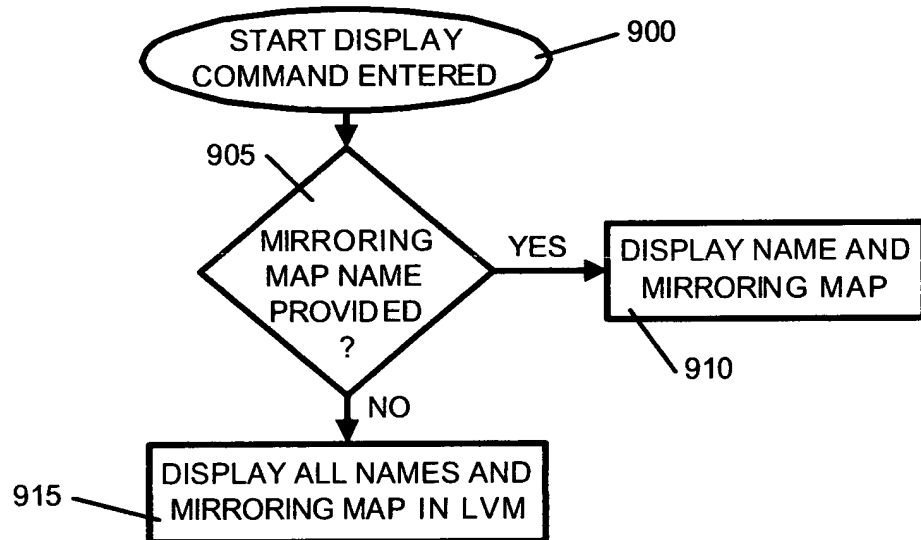 START DISPLAY
COMMAND ENTERED
900
905
MIRRORING
MAP NAME
PROVIDED
?
YES
DISPLAY NAME AND
MIRRORING MAP
910
NO
DISPLAY ALL NAMES AND
MIRRORING MAP IN LVM
915